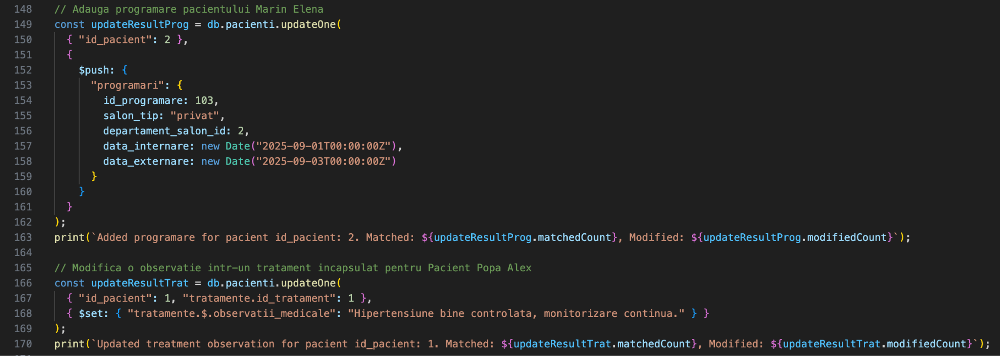 148 // Adauga programare pacientului Marin Elena
149 const updateResultProg = db.pacienti.updateOne(
150 { "id_pacient": 2 },
151 {
152 $push: {
153 "programari": {
154 id_programare: 103,
155 salon_tip: "privat",
156 departament_salon_id: 2,
157 data_internare: new Date("2025-09-01T00:00:00Z"),
158 data_externare: new Date("2025-09-03T00:00:00Z")
159 }
160 }
161 }
162 );
163 print(`Added programare for pacient id_pacient: 2. Matched: ${updateResultProg.matchedCount}, Modified: ${updateResultProg.modifiedCount}`);
164
165 // Modifica o observatie intr-un tratament incapsulat pentru Pacient Popa Alex
166 const updateResultTrat = db.pacienti.updateOne(
167 { "id_pacient": 1, "tratamente.id_tratament": 1 },
168 { $set: { "tratamente.$.observatii_medicale": "Hipertensiune bine controlata, monitorizare continua." } }
169 );
170 print(`Updated treatment observation for pacient id_pacient: 1. Matched: ${updateResultTrat.matchedCount}, Modified: ${updateResultTrat.modifiedCount}`);